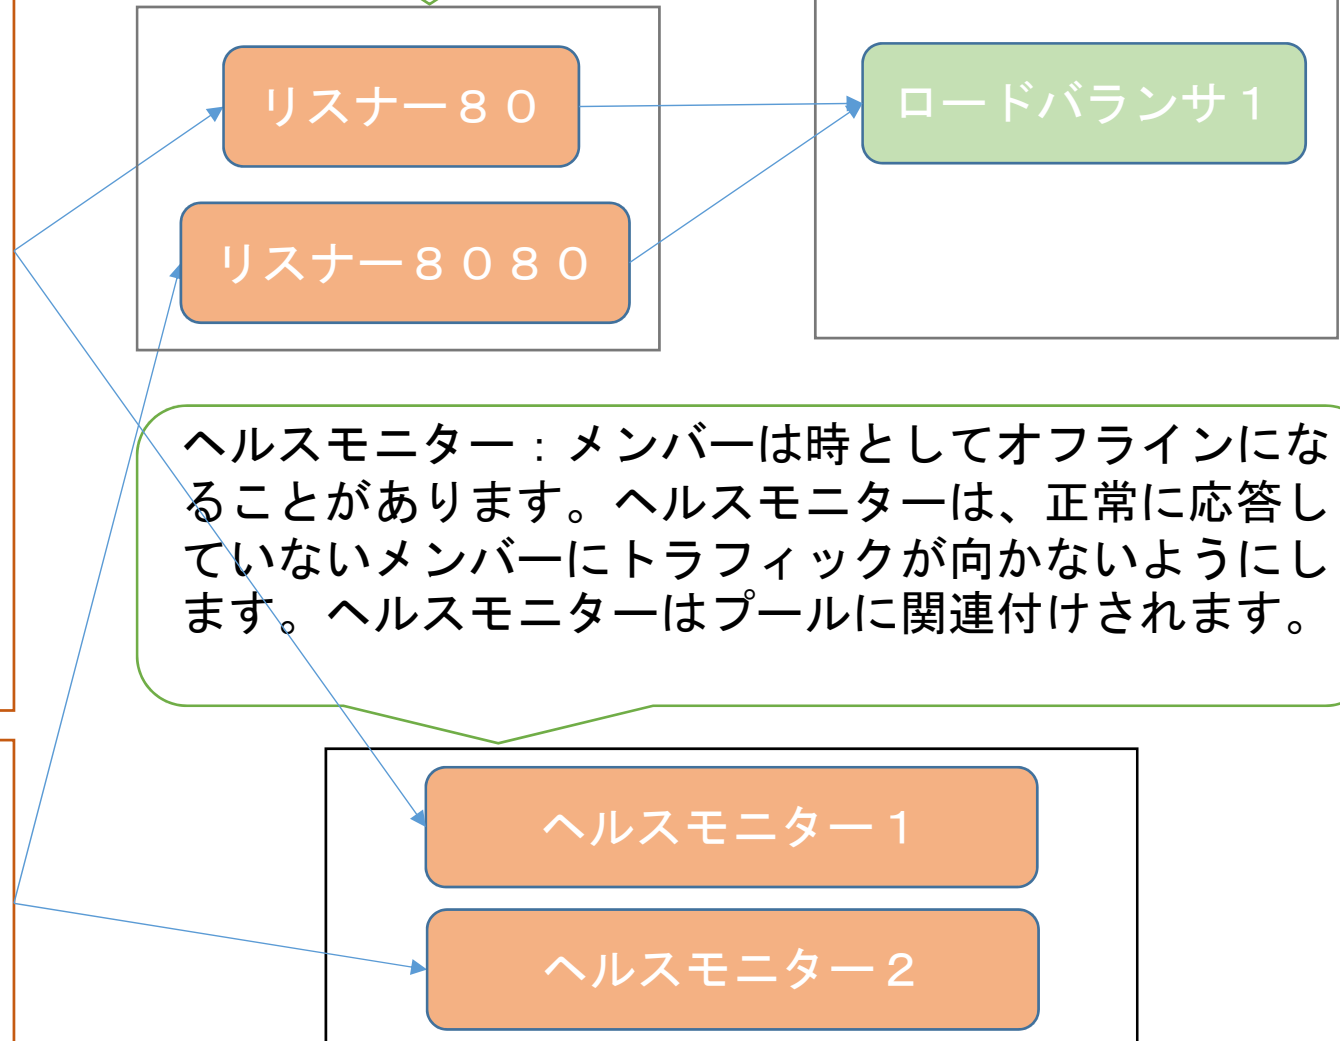 リスナー８０
ロードバランサ１
リスナー８０８０
ヘルスモニター：メンバーは時としてオフラインにな
ることがあります。ヘルスモニターは、正常に応答し
ていないメンバーにトラフィックが向かないようにし
ます。ヘルスモニターはプールに関連付けされます。
ヘルスモニター１
ヘルスモニター２